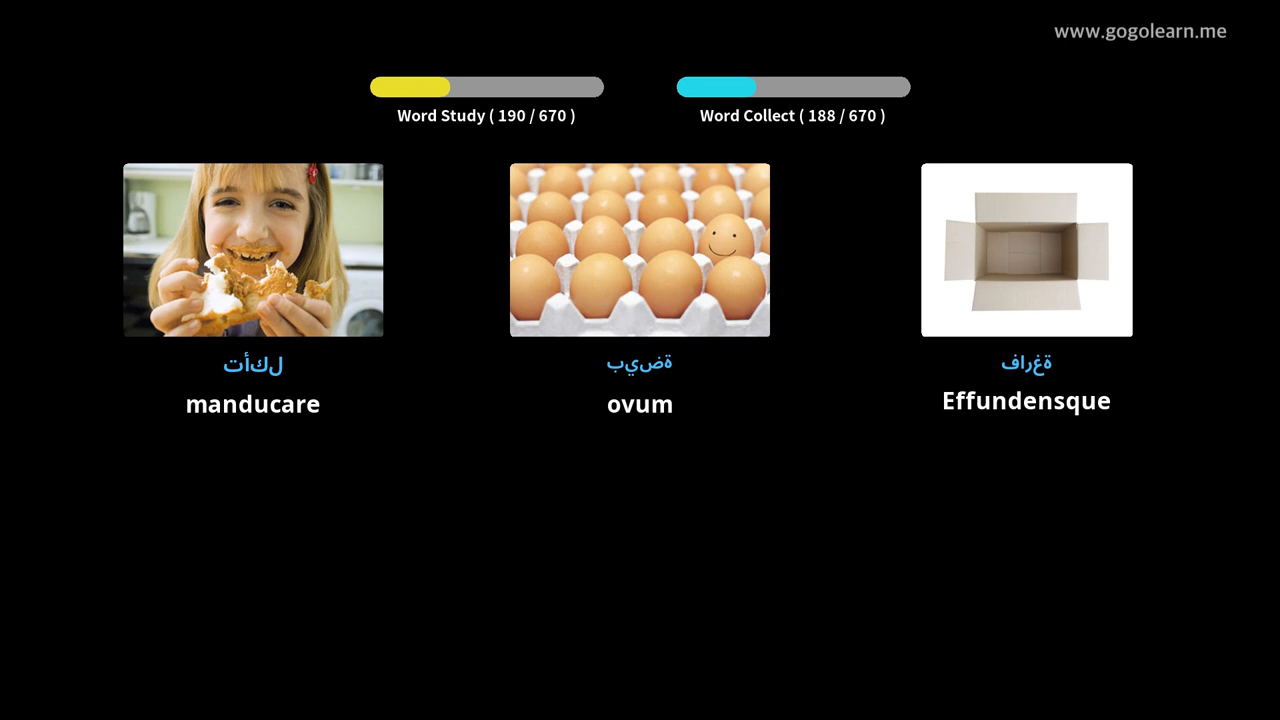 www.gogolearn.me
Word Study ( 190 / 670 )
Word Collect ( 188 / 670 )
لكأت
ةضيب
ةغراف
manducare
ovum
Effundensque